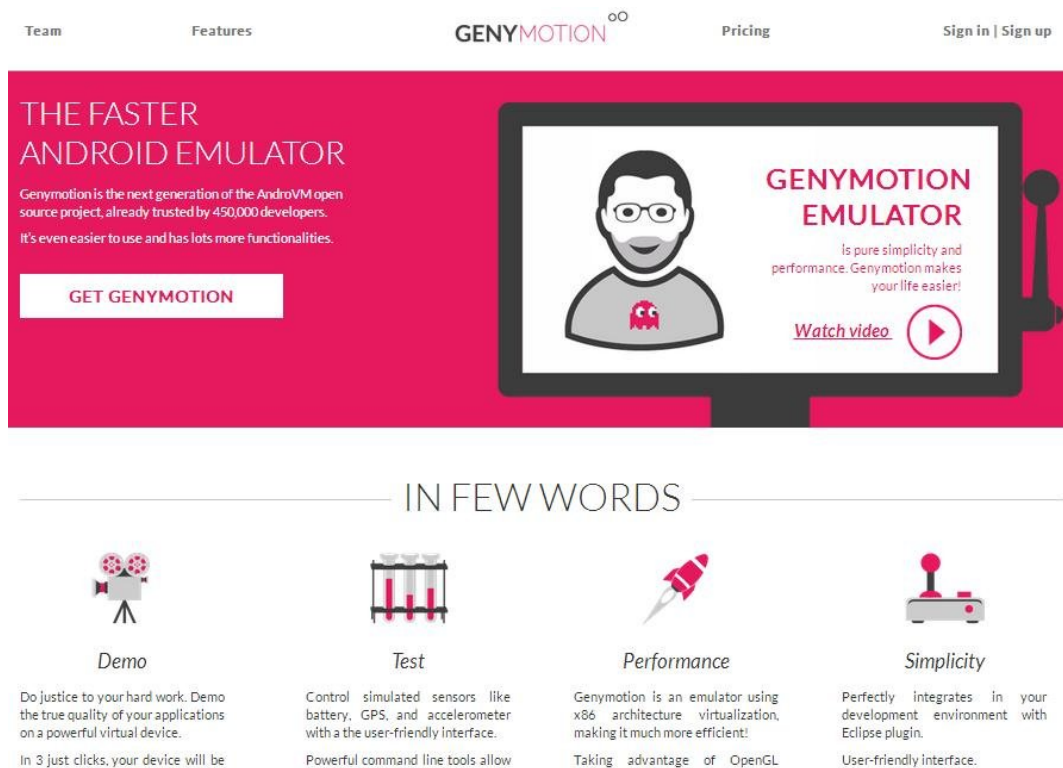 Team
Features
GENYMOTION
Pricing
Sign in | Sign up
THE FASTER
ANDROID EMULATOR
Genymotion is the next generation of the AndroVM open
source project, already trusted by 450,000 developers.
It's even easier to use and has lots more functionalities.
GET GENYMOTION
GENYMOTION
EMULATOR
is pure simplicity and
performance. Genymotion makes
your life easier!
Watch video
IN FEW WORDS
Demo
Do justice to your hard work. Demo
the true quality of your applications
on a powerful virtual device.
In 3 just clicks, your device will be
Test
Control simulated sensors like
battery, GPS, and accelerometer
with a the user-friendly interface.
Powerful command line tools allow
Performance
Genymotion is an emulator using
x86 architecture virtualization,
making it much more efficient!
Taking advantage of OpenGL
Simplicity
Perfectly integrates in your
development environment with
Eclipse plugin.
User-friendly interface.